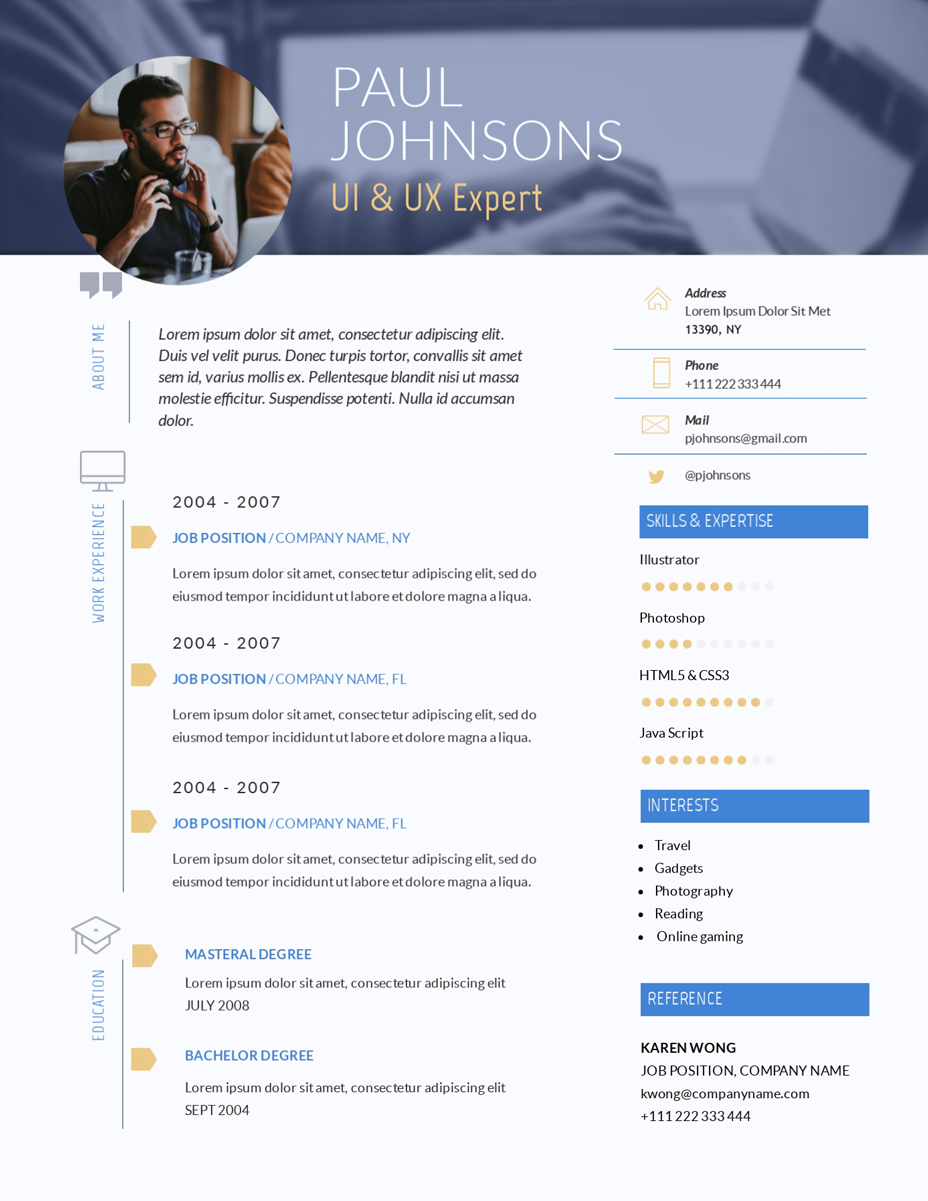 PAUL
JOHNSONS
UI & UX Expert
ABOUT ME
Lorem ipsum dolor sit amet, consectetur adipiscing elit.
Duis vel velit purus. Donec turpis tortor, convallis sit amet
sem id, varius mollis ex. Pellentesque blandit nisi ut massa
molestie efficitur. Suspendisse potenti. Nulla id accumsan
dolor.
WORK EXPERIENCE
2004 - 2007
JOB POSITION / COMPANY NAME, NY
Lorem ipsum dolor sit amet, consectetur adipiscing elit, sed do
eiusmod tempor incididunt ut labore et dolore magna a liqua.
2004 - 2007
JOB POSITION / COMPANY NAME, FL
Lorem ipsum dolor sit amet, consectetur adipiscing elit, sed do
eiusmod tempor incididunt ut labore et dolore magna a liqua.
2004 - 2007
JOB POSITION / COMPANY NAME, FL
Lorem ipsum dolor sit amet, consectetur adipiscing elit, sed do
eiusmod tempor incididunt ut labore et dolore magna a liqua.
EDUCATION
MASTERAL DEGREE
Lorem ipsum dolor sit amet, consectetur adipiscing elit
JULY 2008
BACHELOR DEGREE
Lorem ipsum dolor sit amet, consectetur adipiscing elit
SEPT 2004
Address
Lorem Ipsum Dolor Sit Met
13390, NY
Phone
+111 222 333 444
Mail
pjohnsons@gmail.com
@pjohnsons
SKILLS & EXPERTISE
Illustrator
Photoshop
HTML5 & CSS3
Java Script
INTERESTS
• Travel
• Gadgets
• Photography
• Reading
• Online gaming
REFERENCE
KAREN WONG
JOB POSITION, COMPANY NAME
kwong@companyname.com
+111 222 333 444